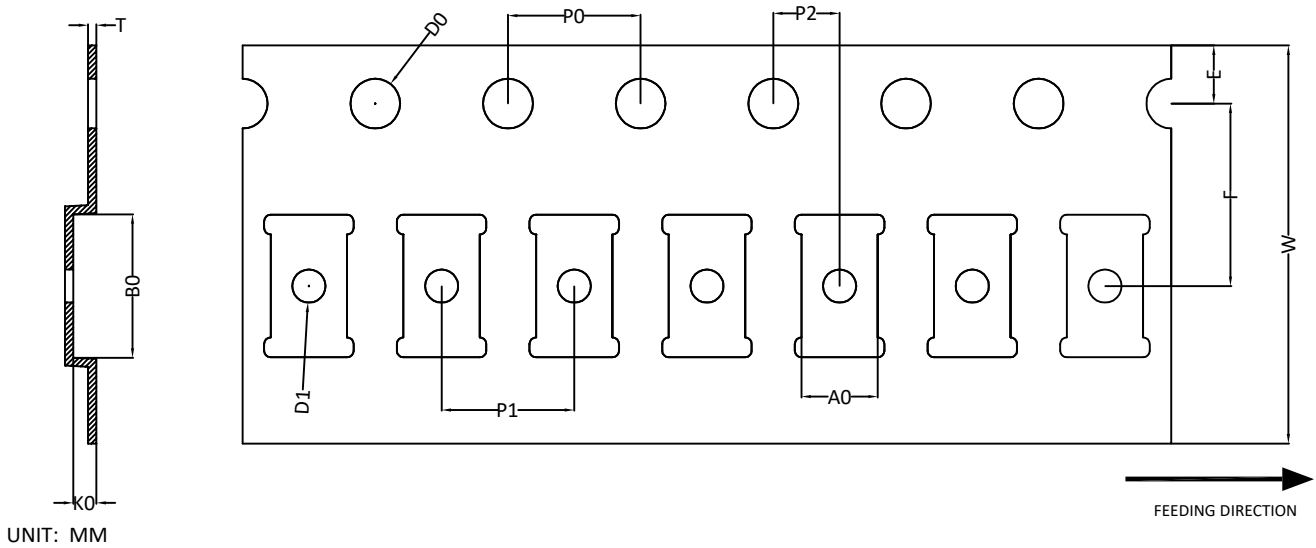 T
D0
P0
P2
E
F
W
B0
D1
P1
A0
K0
FEEDING DIRECTION
UNIT: MM